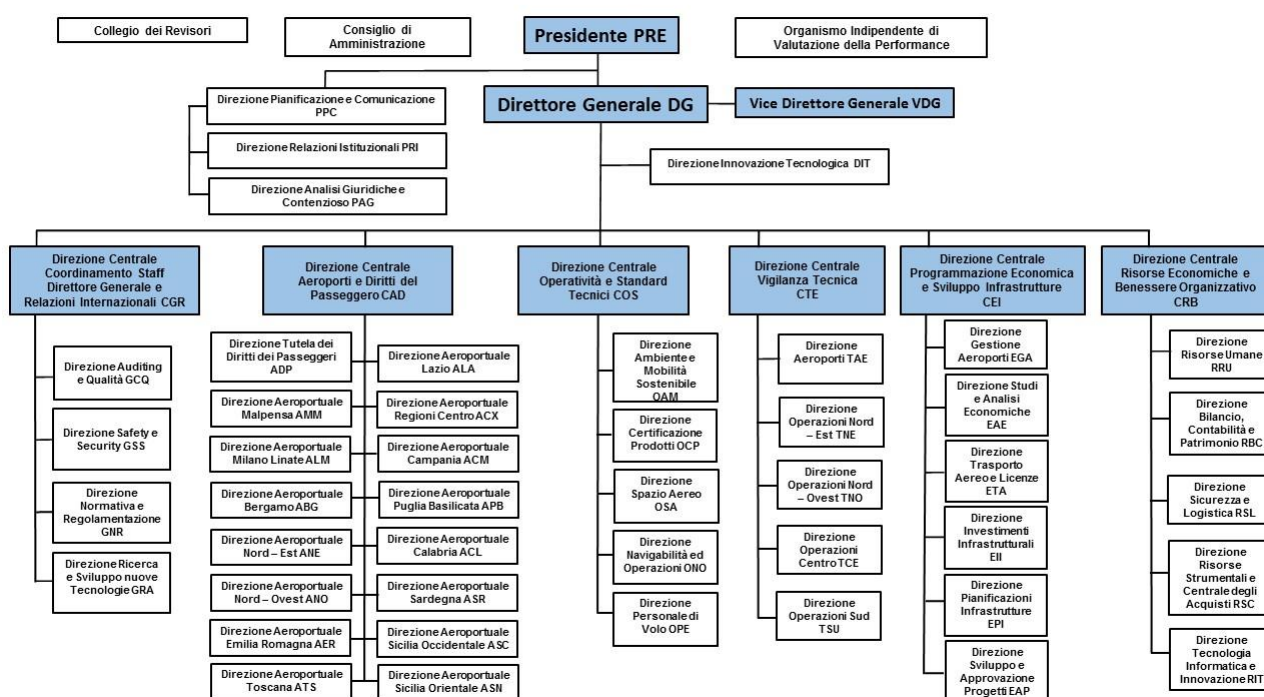 Collegio dei Revisori
Consiglio di
Amministrazione
Presidente PRE
Organismo Indipendente di
Valutazione della Performance
Direzione Pianificazione e Comunicazione
PPC
Direttore Generale DG
Vice Direttore Generale VDG
Direzione Relazioni Istituzionali PRI
Direzione Innovazione Tecnologica DIT
Direzione Analisi Giuridiche e
Contenzioso PAG
Direzione Centrale
Coordinamento Staff
Direttore Generale e
Relazioni Internazionali CGR
Direzione Auditing
e Qualità GCQ
Direzione Safety e
Security GSS
Direzione
Normativa e
Regolamentazione
GNR
Direzione Ricerca
e Sviluppo nuove
Tecnologie GRA
Direzione Centrale
Aeroporti e Diritti del
Passeggero CAD
Direzione Tutela dei
Diritti dei Passeggeri
ADP
Direzione Aeroportuale
Malpensa AMM
Direzione Aeroportuale
Milano Linate ALM
Direzione Aeroportuale
Bergamo ABG
Direzione Aeroportuale
Nord – Est ANE
Direzione Aeroportuale
Nord – Ovest ANO
Direzione Aeroportuale
Emilia Romagna AER
Direzione Aeroportuale
Toscana ATS
Direzione Aeroportuale
Lazio ALA
Direzione Aeroportuale
Regioni Centro ACX
Direzione Aeroportuale
Campania ACM
Direzione Aeroportuale
Puglia Basilicata APB
Direzione Aeroportuale
Calabria ACL
Direzione Aeroportuale
Sardegna ASR
Direzione Aeroportuale
Sicilia Occidentale ASC
Direzione Aeroportuale
Sicilia Orientale ASN
Direzione Centrale
Operatività e Standard
Tecnici COS
Direzione
Ambiente e
Mobilità
Sostenibile
OAM
Direzione
Certificazione
Prodotti OCP
Direzione
Spazio Aereo
OSA
Direzione
Navigabilità ed
Operazioni ONO
Direzione
Personale di
Volo OPE
Direzione Centrale
Vigilanza Tecnica
CTE
Direzione
Aeroporti TAE
Direzione
Operazioni Nord
– Est TNE
Direzione
Operazioni Nord
– Ovest TNO
Direzione
Operazioni
Centro TCE
Direzione
Operazioni Sud
TSU
Direzione Centrale
Programmazione Economica
e Sviluppo Infrastrutture CEI
Direzione
Gestione
Aeroporti EGA
Direzione Studi
e Analisi
Economiche
EAE
Direzione
Trasporto
Aereo e Licenze
ETA
Direzione
Investimenti
Infrastrutturali
EII
Direzione
Pianificazioni
Infrastrutture
EPI
Direzione
Sviluppo e
Approvazione
Progetti EAP
Direzione Centrale
Risorse Economiche e
Benessere Organizzativo
CRB
Direzione
Risorse Umane
RRU
Direzione
Bilancio,
Contabilità e
Patrimonio RBC
Direzione
Sicurezza e
Logistica RSL
Direzione
Risorse
Strumentali e
Centrale degli
Acquisti RSC
Direzione
Tecnologia
Informatica e
Innovazione RIT